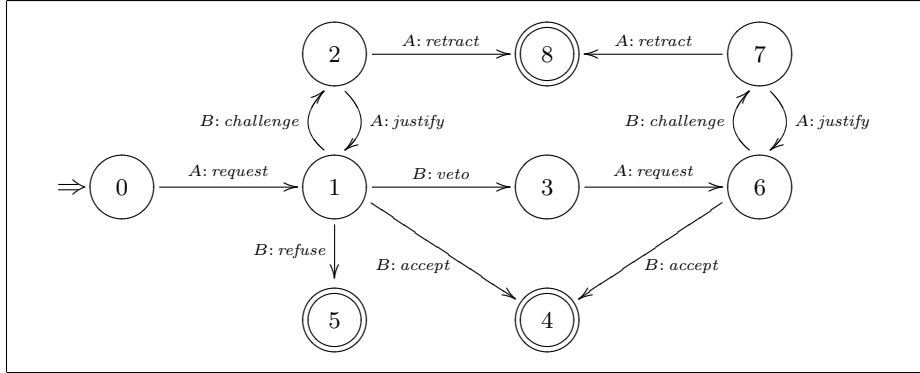 2 A: retract 8 A: retract 7
B: challenge A: justify B: challenge A: justify
0 A: request 1 B: veto 3 A: request 6
B: refuse B: accept B: accept
5 4